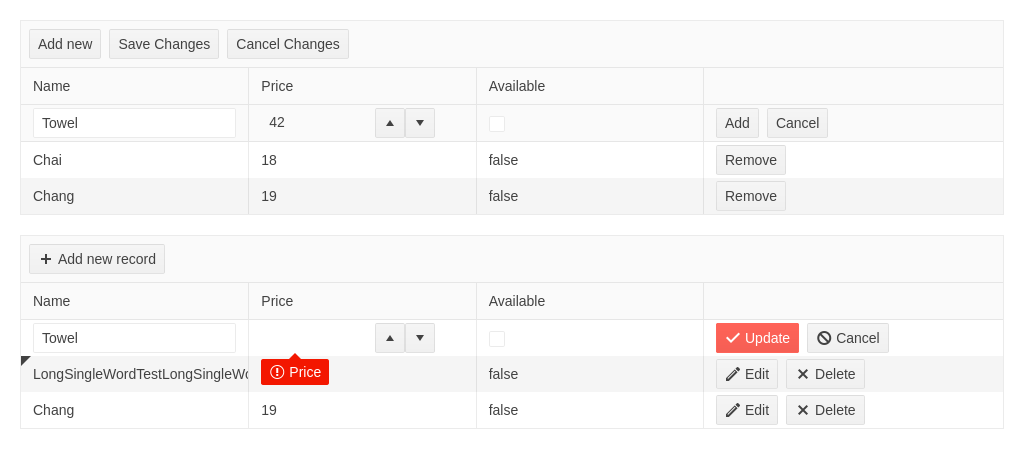 Add new Save Changes Cancel Changes
Name Price Available
Towel 42 Add Cancel
Chai 18 false Remove
Chang 19 false Remove
Add new record
Name Price Available
Towel Update Cancel
LongSingleWordTestLongSingleWo Price false Edit Delete
Chang 19 false Edit Delete